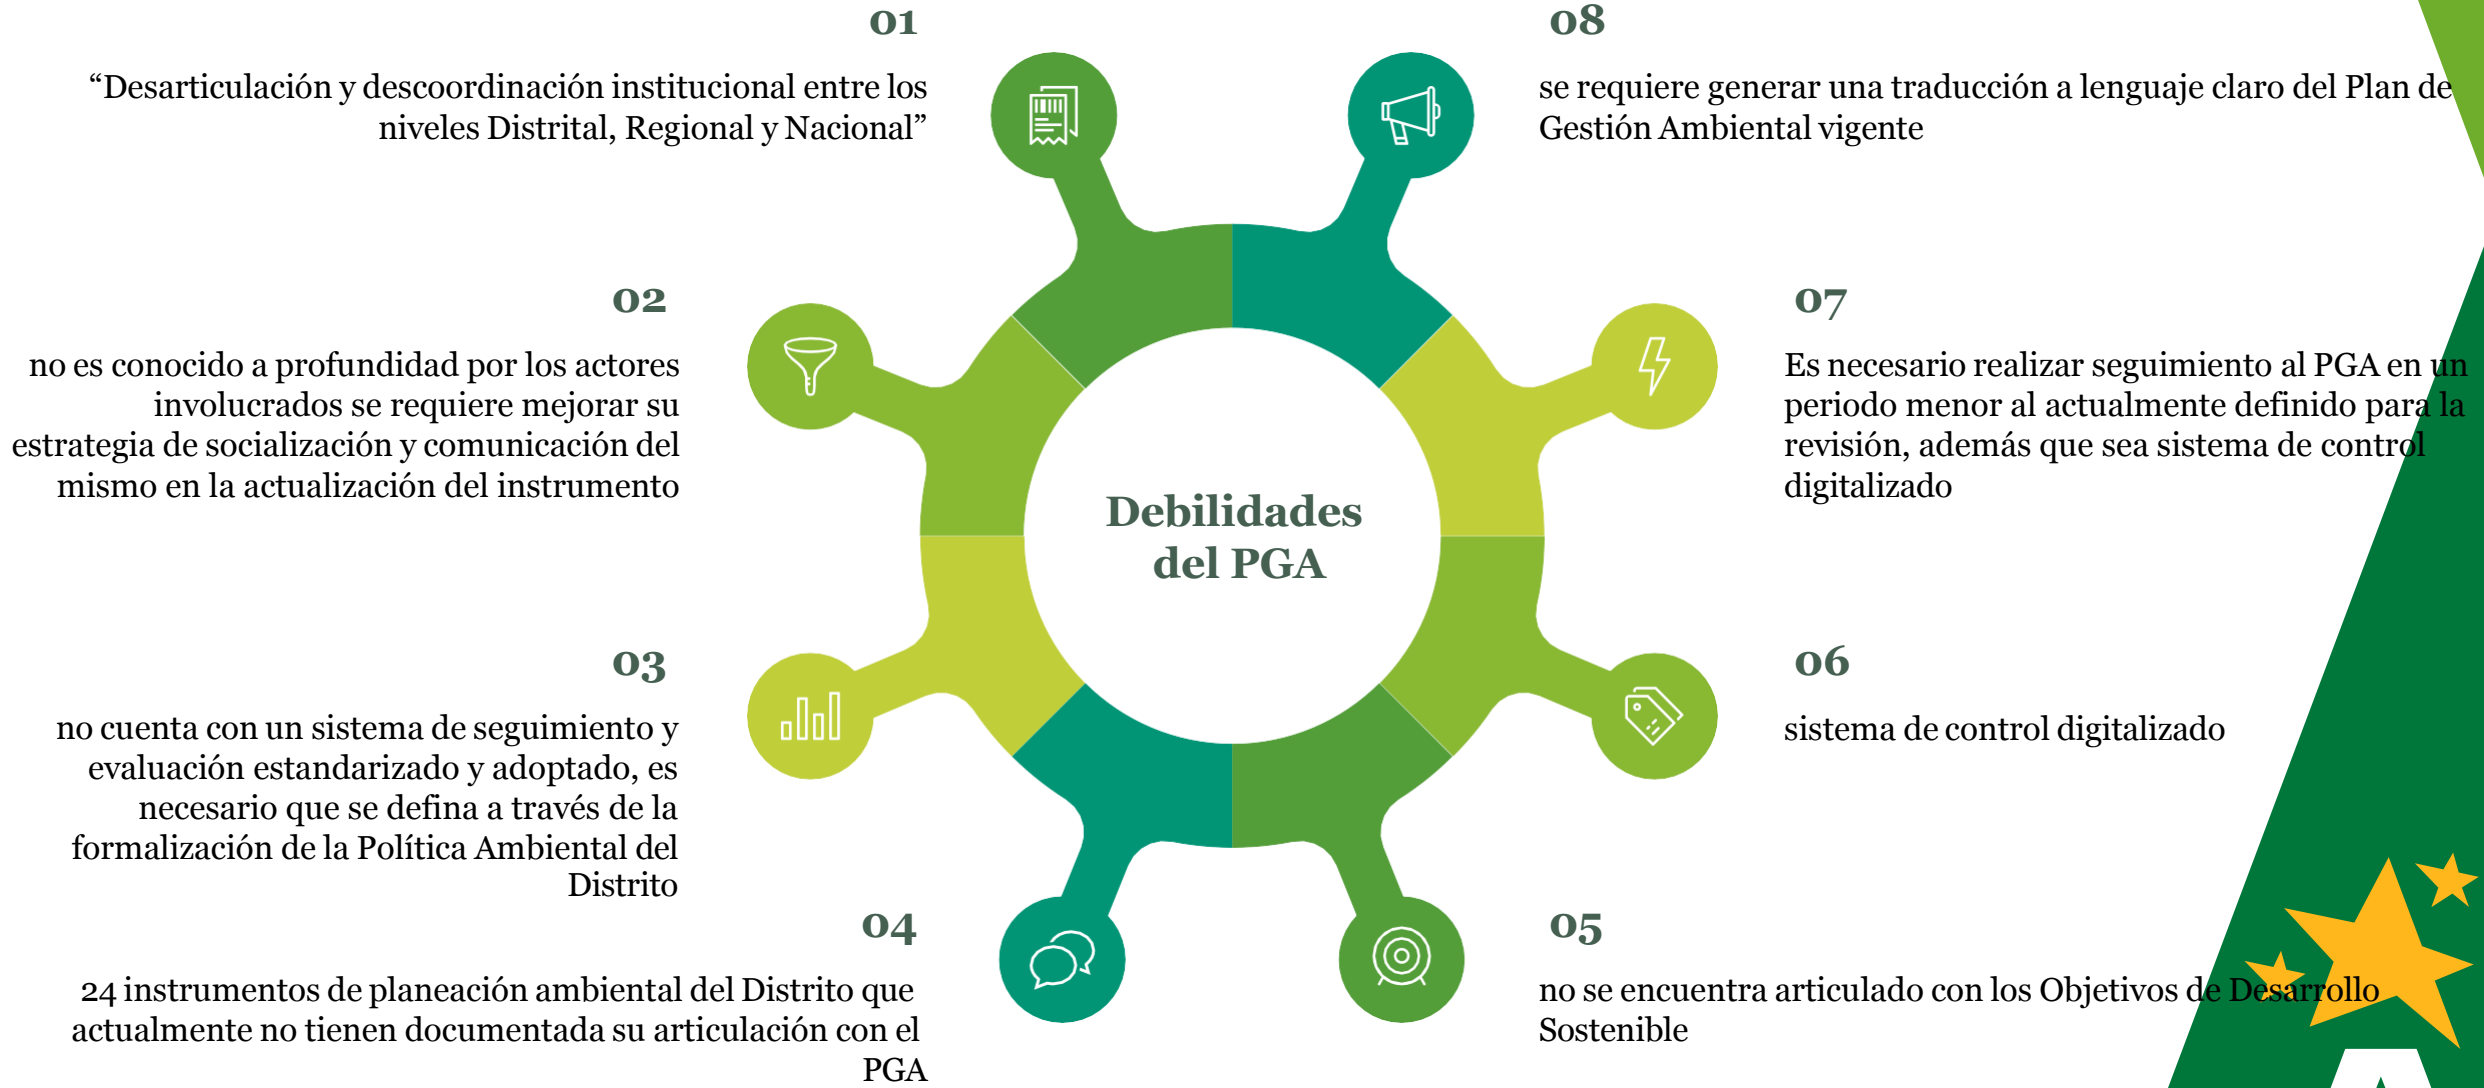 01
“Desarticulación y descoordinación institucional entre los
niveles Distrital, Regional y Nacional”
02
no es conocido a profundidad por los actores
involucrados se requiere mejorar su
estrategia de socialización y comunicación del
mismo en la actualización del instrumento
03
no cuenta con un sistema de seguimiento y
evaluación estandarizado y adoptado, es
necesario que se defina a través de la
formalización de la Política Ambiental del
Distrito
04
24 instrumentos de planeación ambiental del Distrito que
actualmente no tienen documentada su articulación con el
PGA
Debilidades
del PGA
08
se requiere generar una traducción a lenguaje claro del Plan de
Gestión Ambiental vigente
07
Es necesario realizar seguimiento al PGA en un
periodo menor al actualmente definido para la
revisión, además que sea sistema de control
digitalizado
06
sistema de control digitalizado
05
no se encuentra articulado con los Objetivos de Desarrollo
Sostenible